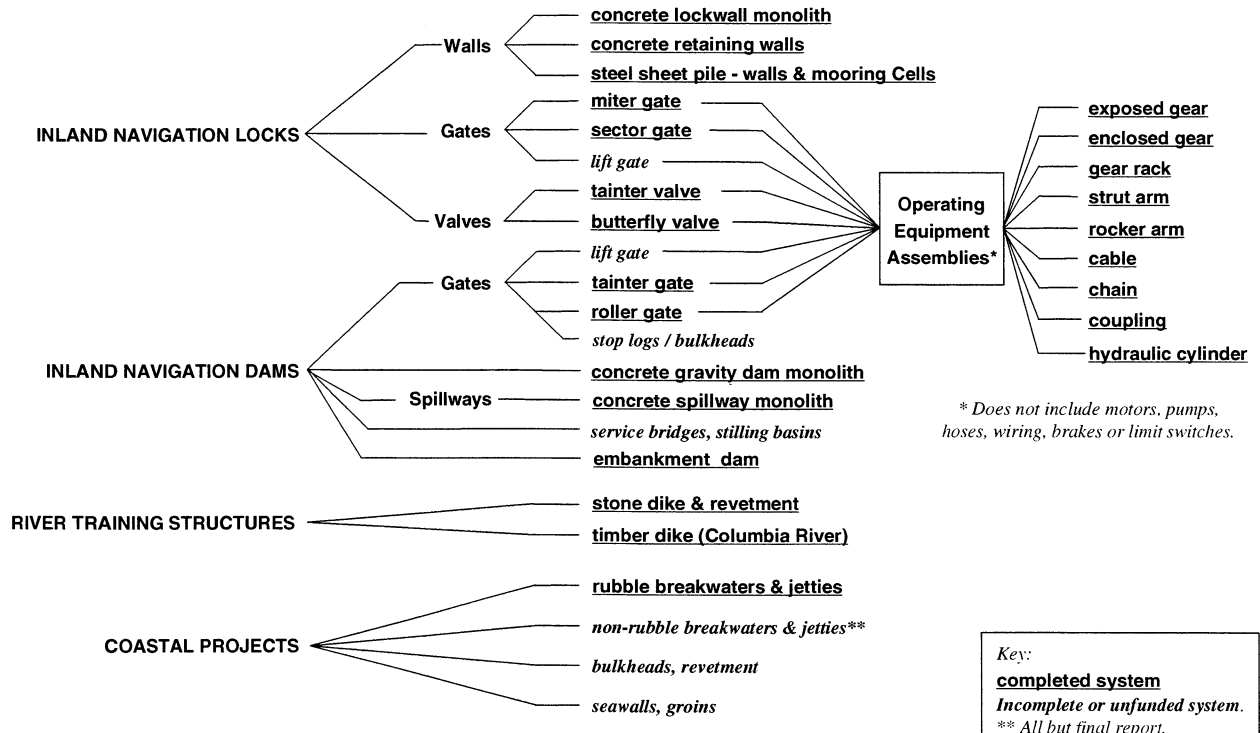 INLAND NAVIGATION LOCKS
Walls
concrete lockwall monolith
concrete retaining walls
steel sheet pile - walls & mooring Cells
Gates
miter gate
sector gate
lift gate
Valves
tainter valve
butterfly valve
INLAND NAVIGATION DAMS
Gates
lift gate
tainter gate
roller gate
stop logs / bulkheads
concrete gravity dam monolith
Spillways
concrete spillway monolith
service bridges, stilling basins
embankment dam
Operating
Equipment
Assemblies*
exposed gear
enclosed gear
gear rack
strut arm
rocker arm
cable
chain
coupling
hydraulic cylinder
* Does not include motors, pumps,
hoses, wiring, brakes or limit switches.
RIVER TRAINING STRUCTURES
stone dike & revetment
timber dike (Columbia River)
COASTAL PROJECTS
rubble breakwaters & jetties
non-rubble breakwaters & jetties**
bulkheads, revetment
seawalls, groins
Key:
completed system
Incomplete or unfunded system.
** All but final report.